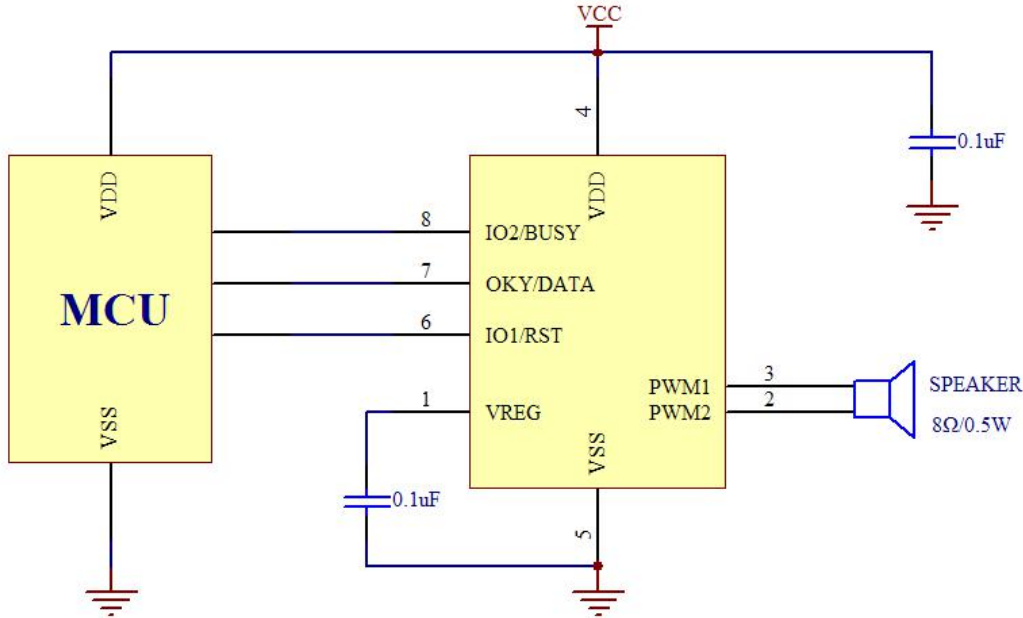 VCC
4
0.1uF
VDD
VDD
8
IO2/BUSY
7
OKY/DATA
MCU
6
IO1/RST
3
PWM1
SPEAKER
1
VREG
2
PWM2
8Ω/0.5W
VSS
VSS
0.1uF
5